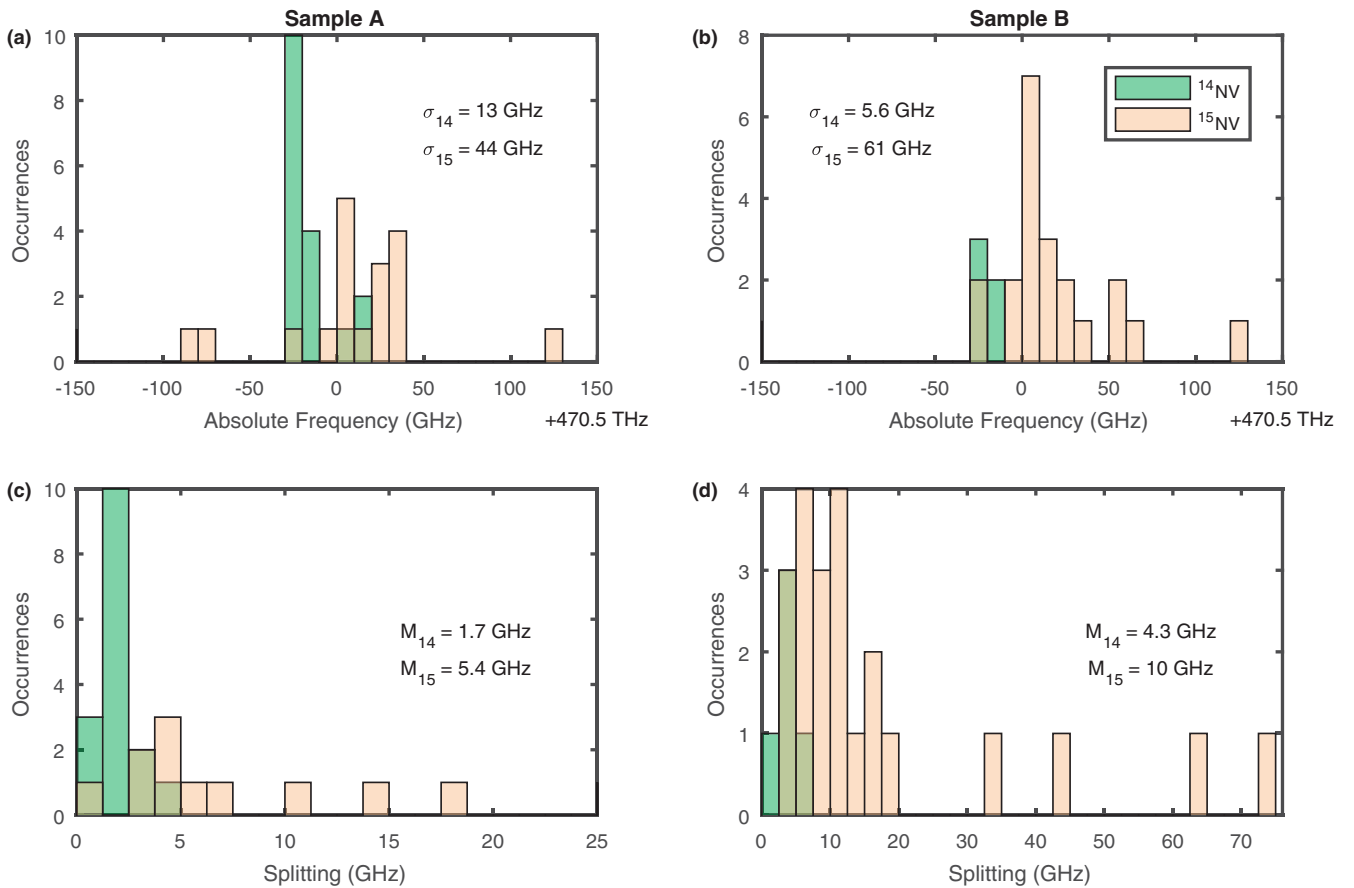 Sample A
(a)
10
8
6
4
2
0
Occurrences
σ14 = 13 GHz
σ15 = 44 GHz
-150 -100 -50 0 50 100 150
Absolute Frequency (GHz)
+470.5 THz
Sample B
(b)
8
6
4
2
0
Occurrences
σ14 = 5.6 GHz
σ15 = 61 GHz
14NV
15NV
-150 -100 -50 0 50 100 150
Absolute Frequency (GHz)
+470.5 THz
(c)
10
8
6
4
2
0
Occurrences
M14 = 1.7 GHz
M15 = 5.4 GHz
0 5 10 15 20 25
Splitting (GHz)
(d)
4
3
2
1
0
Occurrences
M14 = 4.3 GHz
M15 = 10 GHz
0 10 20 30 40 50 60 70
Splitting (GHz)